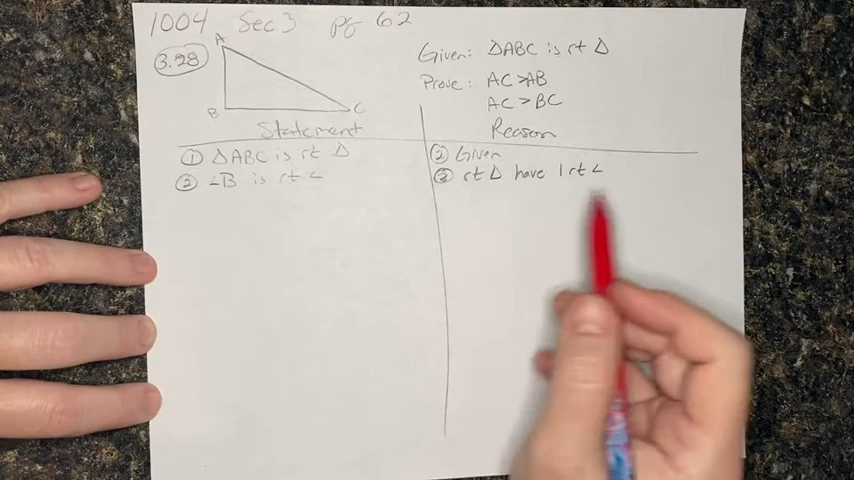 1004 Sec 3 pg 62
3.28
A
B
C
Given: △ABC is rt △
Prove: AC > AB
AC > BC
Statement
Reason
① △ABC is rt △
② Given
② ∠B is rt ∠
② rt △ have 1 rt ∠